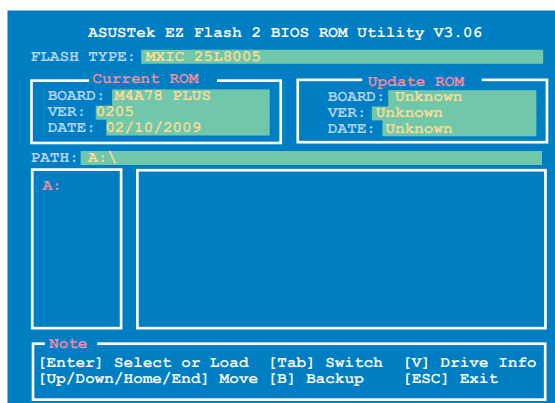 ASUSTek EZ Flash 2 BIOS ROM Utility V3.06
FLASH TYPE: MXIC 25L8005
Current ROM
BOARD: M4A78 PLUS
VER: 0205
DATE: 02/10/2009
Update ROM
BOARD: Unknown
VER: Unknown
DATE: Unknown
PATH: A:\
A:
Note
[Enter] Select or Load [Tab] Switch [V] Drive Info
[Up/Down/Home/End] Move [B] Backup [ESC] Exit